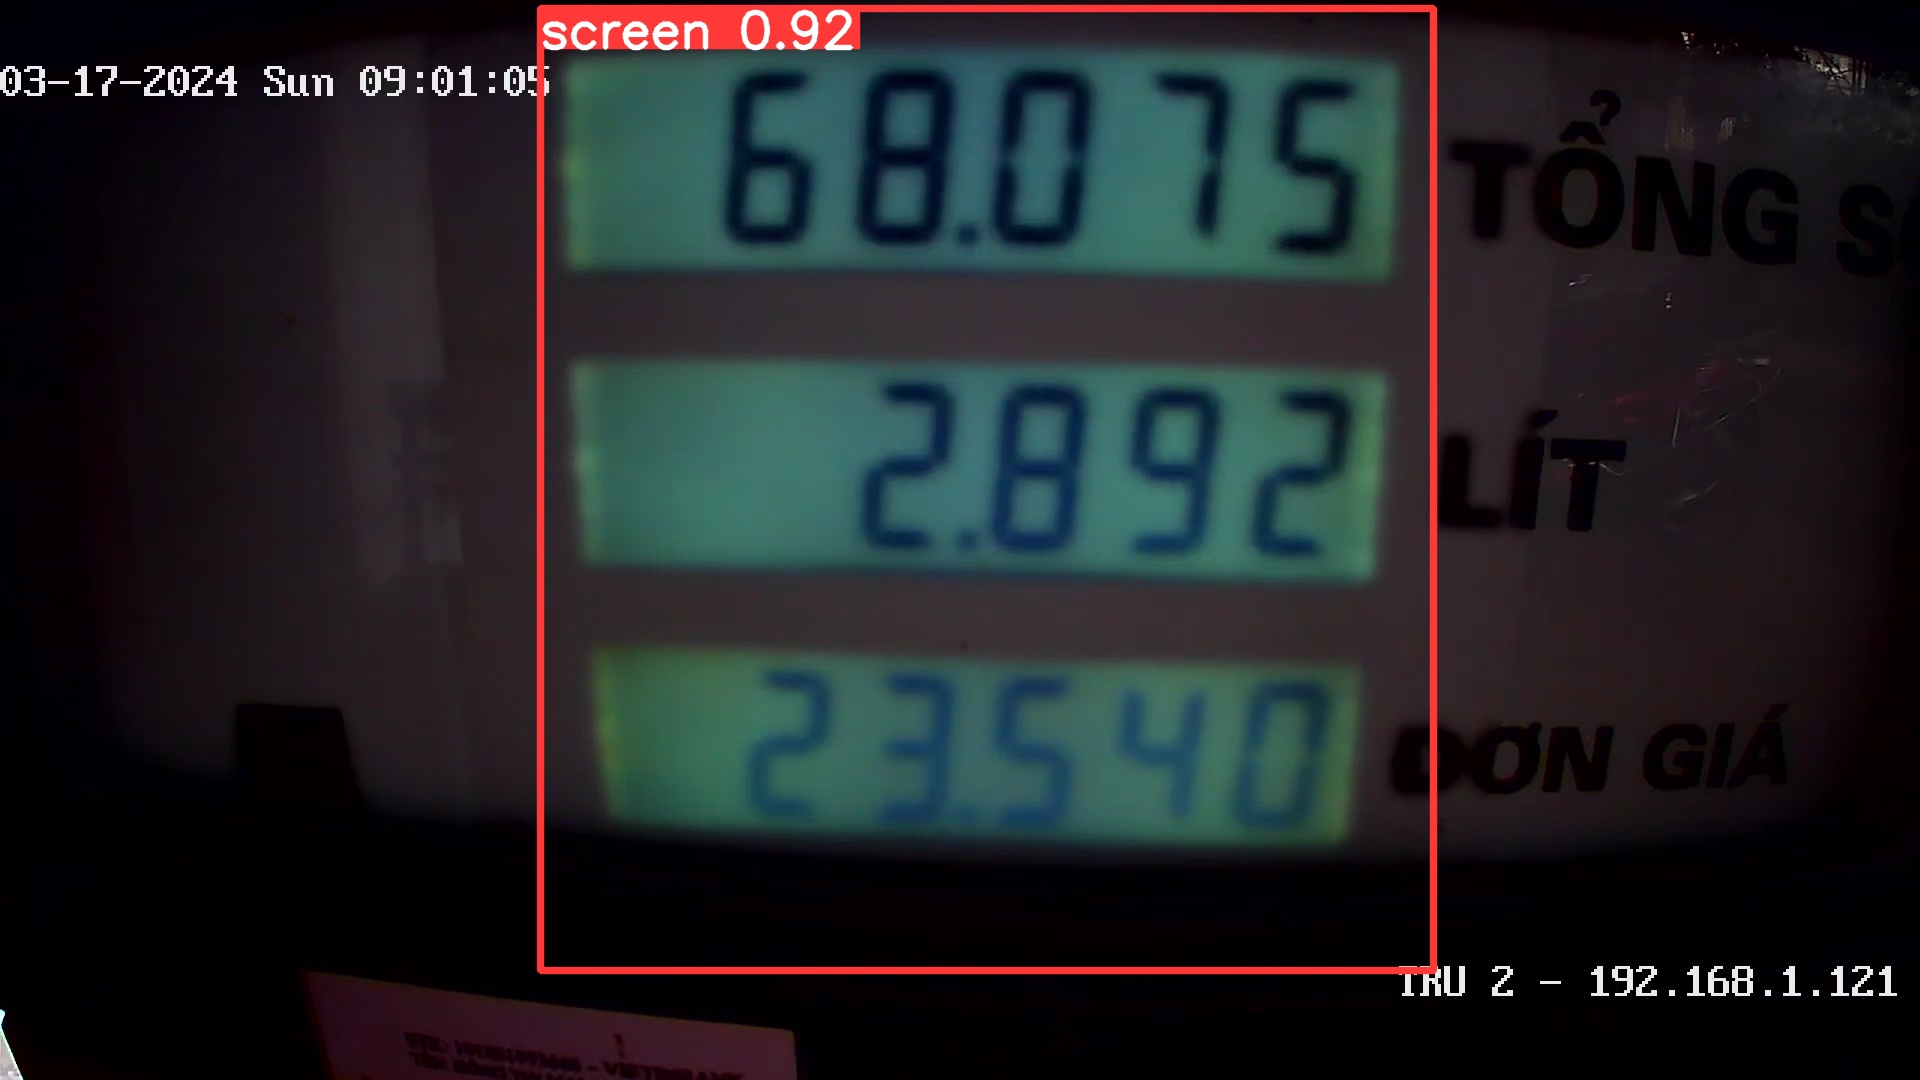 screen 0.92
03-17-2024 Sun 09:01:05
68.075
TỔNG
2.892
LÍT
23.540
ĐƠN GIÁ
TRU 2 - 192.168.1.121
VIETINBANK